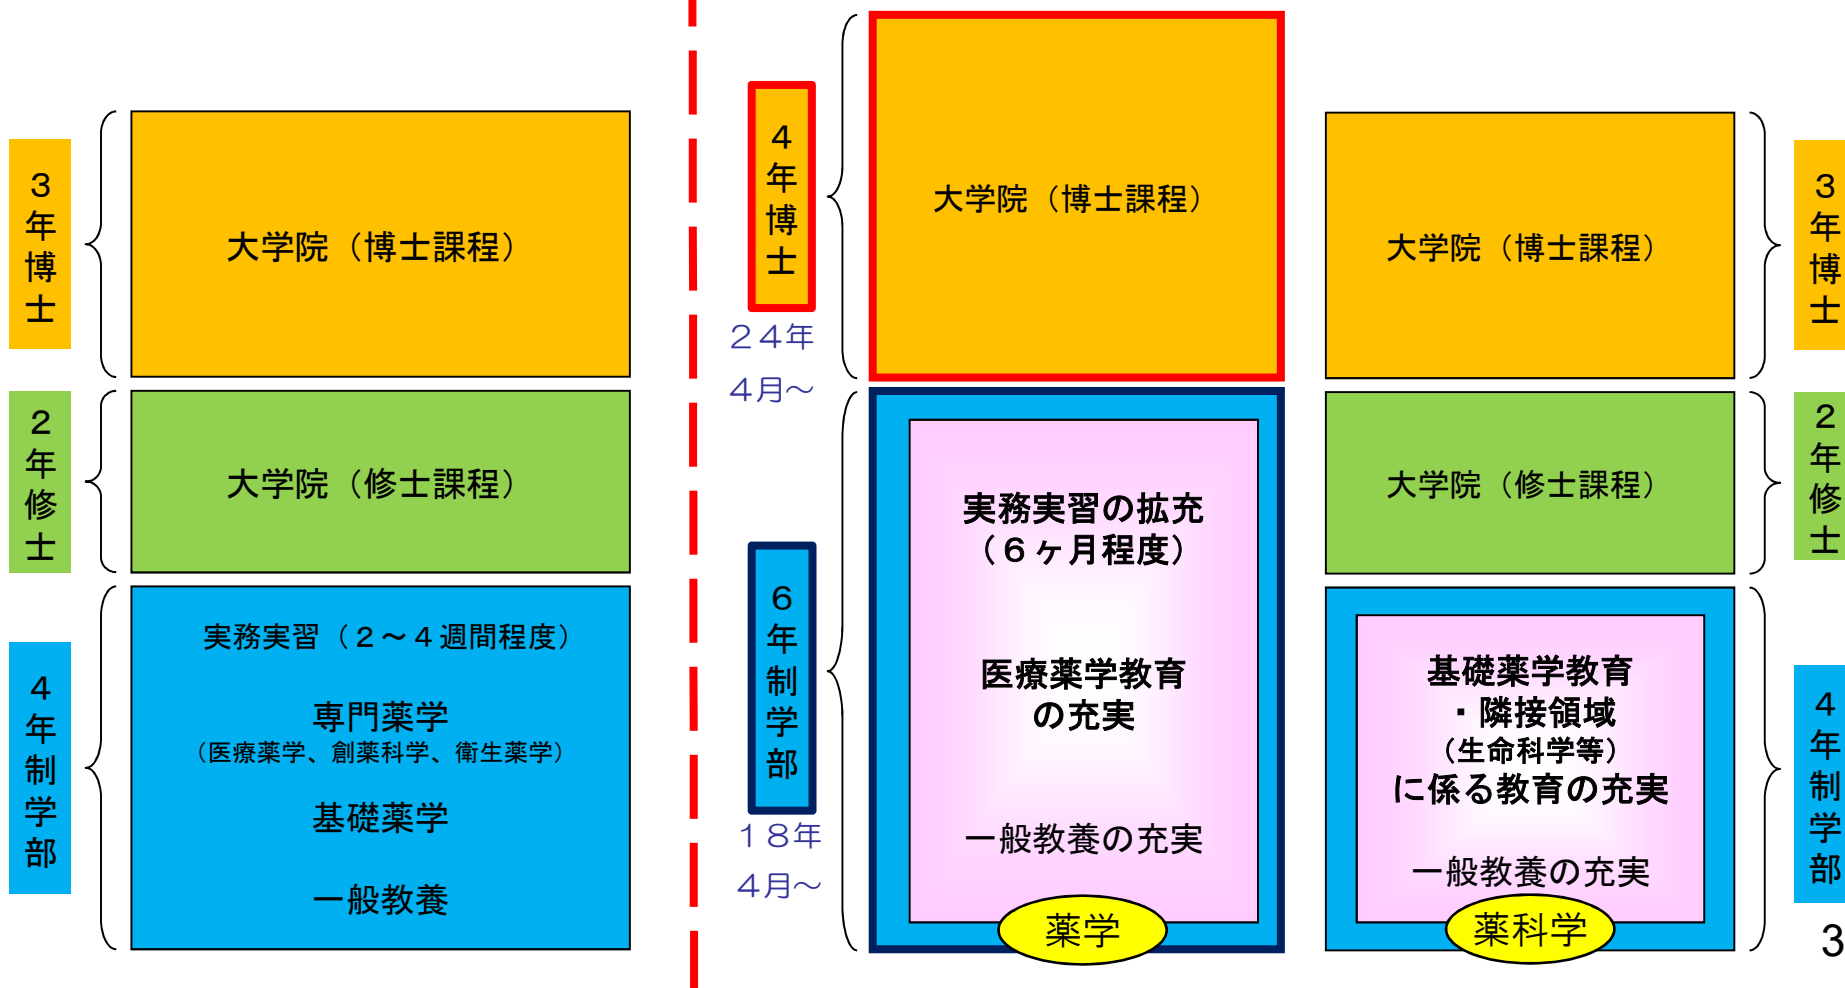 3年博士
大学院（博士課程）
2年修士
大学院（修士課程）
4年制学部
実務実習（２～４週間程度）
専門薬学
（医療薬学、創薬科学、衛生薬学）
基礎薬学
一般教養
4年博士
２４年
４月～
大学院（博士課程）
6年制学部
１８年
４月～
実務実習の拡充
（６ヶ月程度）
医療薬学教育
の充実
一般教養の充実
薬学
大学院（博士課程）
3年博士
大学院（修士課程）
2年修士
基礎薬学教育
・隣接領域
（生命科学等）
に係る教育の充実
一般教養の充実
薬科学
4年制学部
3